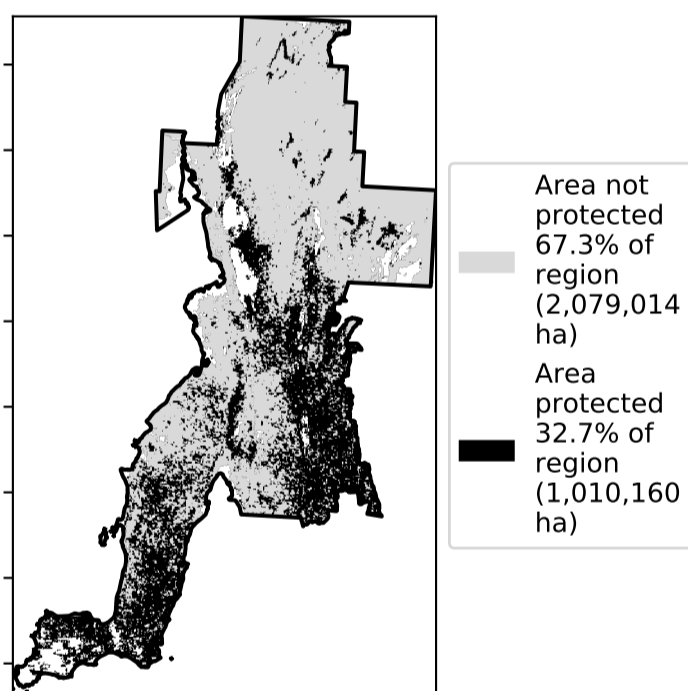 Area not
protected
67.3% of
region
(2,079,014
ha)
Area
protected
32.7% of
region
(1,010,160
ha)